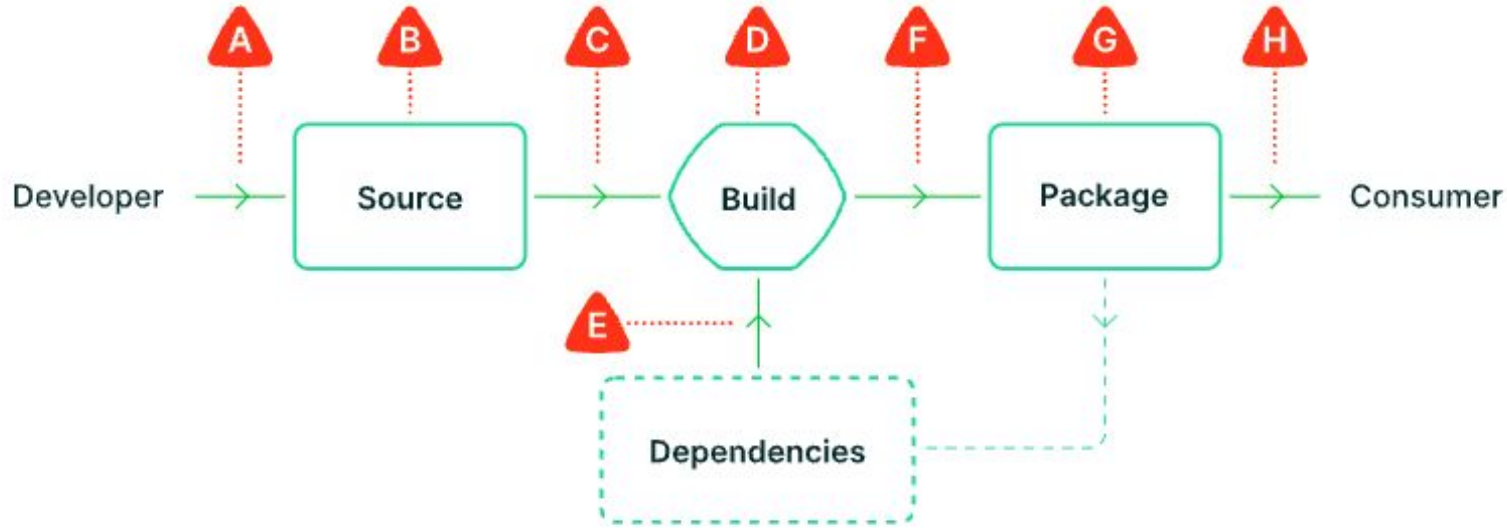 A
B
C
D
F
G
H
Developer
Source
Build
Package
Consumer
E
Dependencies